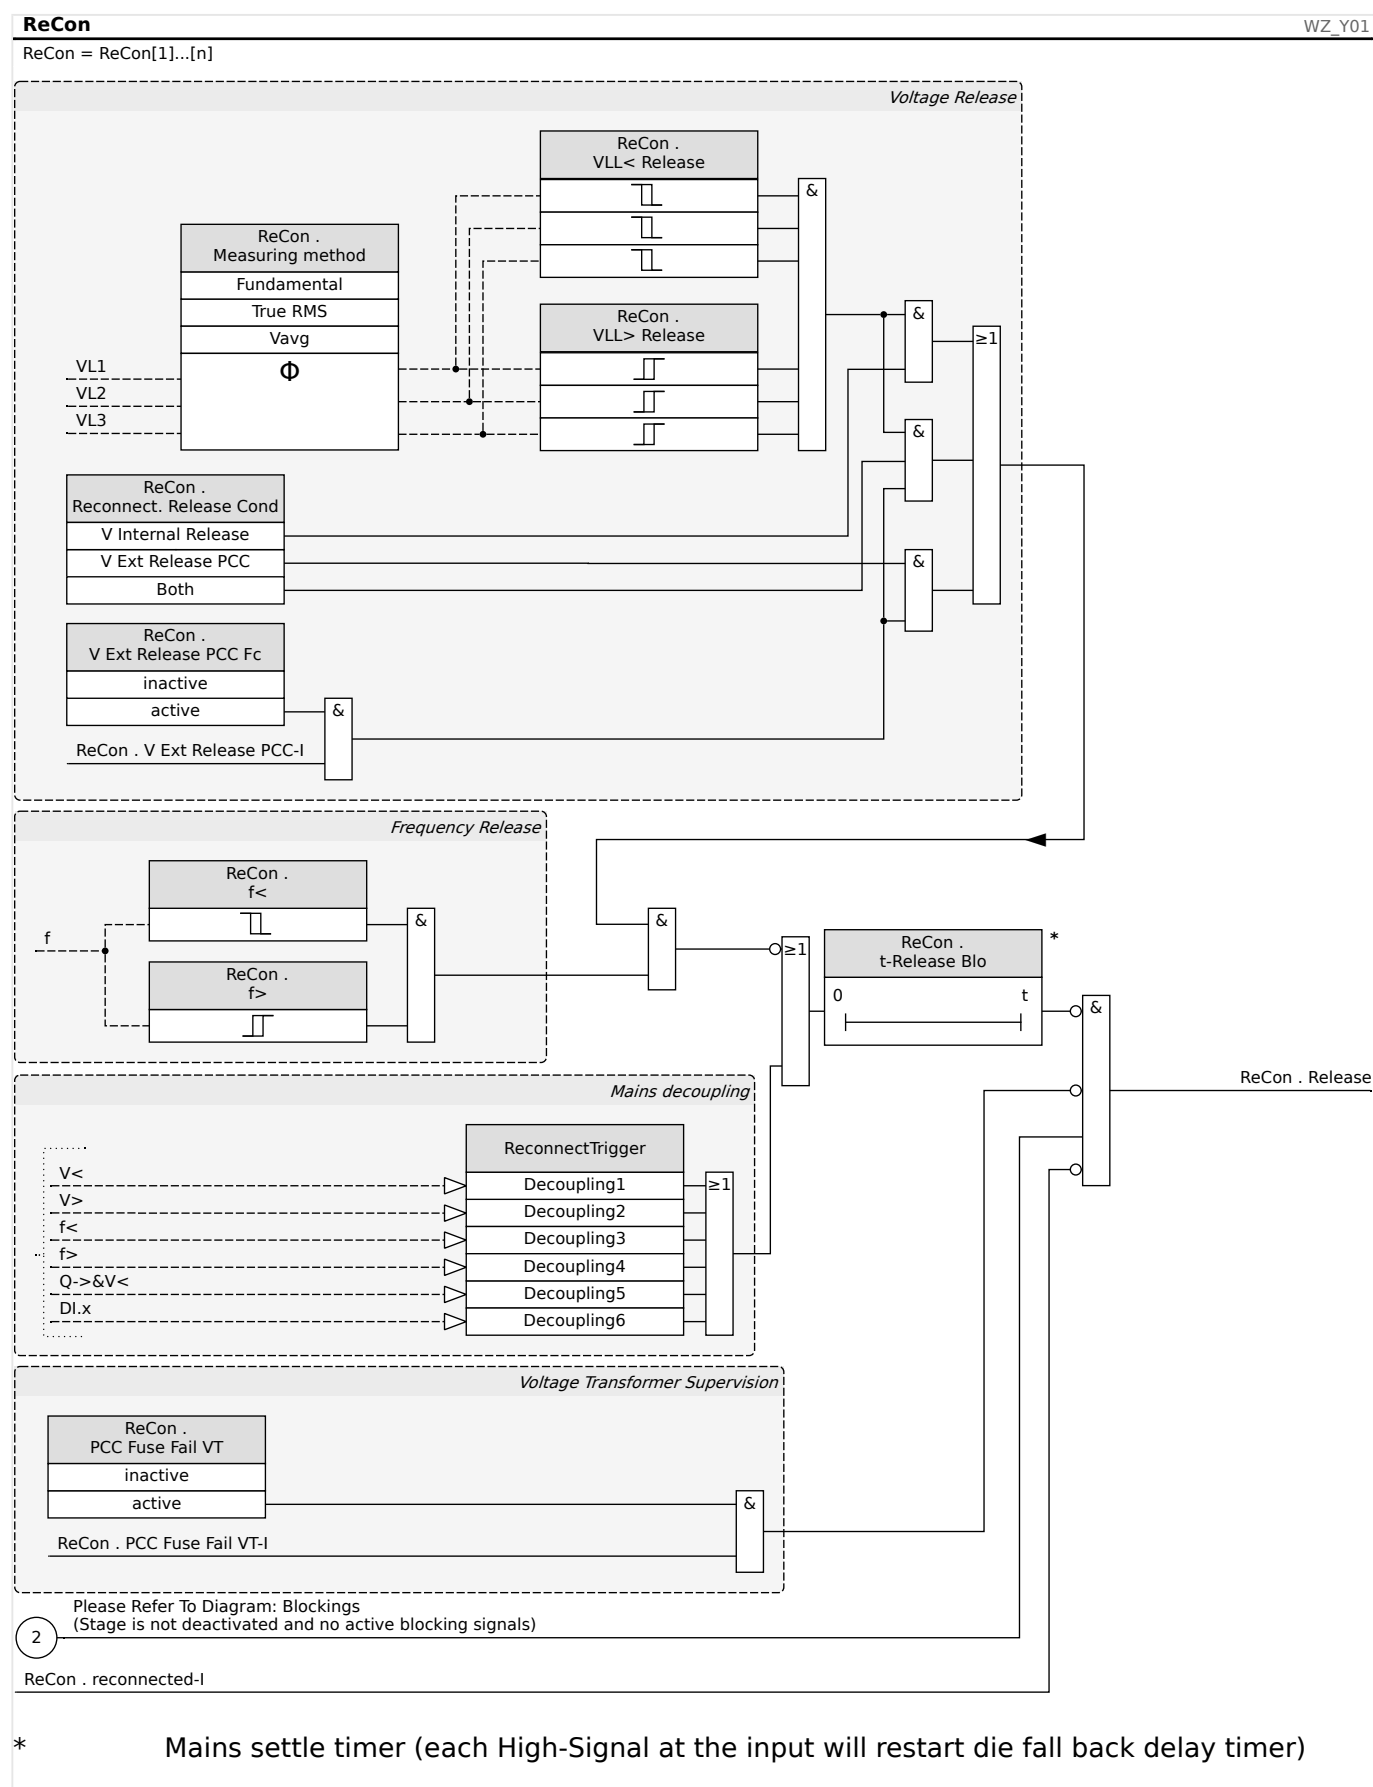 ReCon
WZ_Y01
ReCon = ReCon[1]...[n]
Voltage Release
ReCon .
VLL< Release
&
ReCon .
Measuring method
Fundamental
True RMS
Vavg
Φ
VL1
VL2
VL3
ReCon .
VLL> Release
&
≥1
&
ReCon .
Reconnect. Release Cond
V Internal Release
V Ext Release PCC
Both
&
ReCon .
V Ext Release PCC Fc
inactive
active
&
ReCon . V Ext Release PCC-I
Frequency Release
ReCon .
f<
f
ReCon .
f>
&
&
≥1
ReCon .
t-Release Blo
*
0
t
&
ReCon . Release
Mains decoupling
ReconnectTrigger
V<
Decoupling1
≥1
V>
Decoupling2
f<
Decoupling3
f>
Decoupling4
Q->&V<
Decoupling5
DI.x
Decoupling6
Voltage Transformer Supervision
ReCon .
PCC Fuse Fail VT
inactive
active
&
ReCon . PCC Fuse Fail VT-I
Please Refer To Diagram: Blockings
(Stage is not deactivated and no active blocking signals)
2
ReCon . reconnected-I
* Mains settle timer (each High-Signal at the input will restart die fall back delay timer)